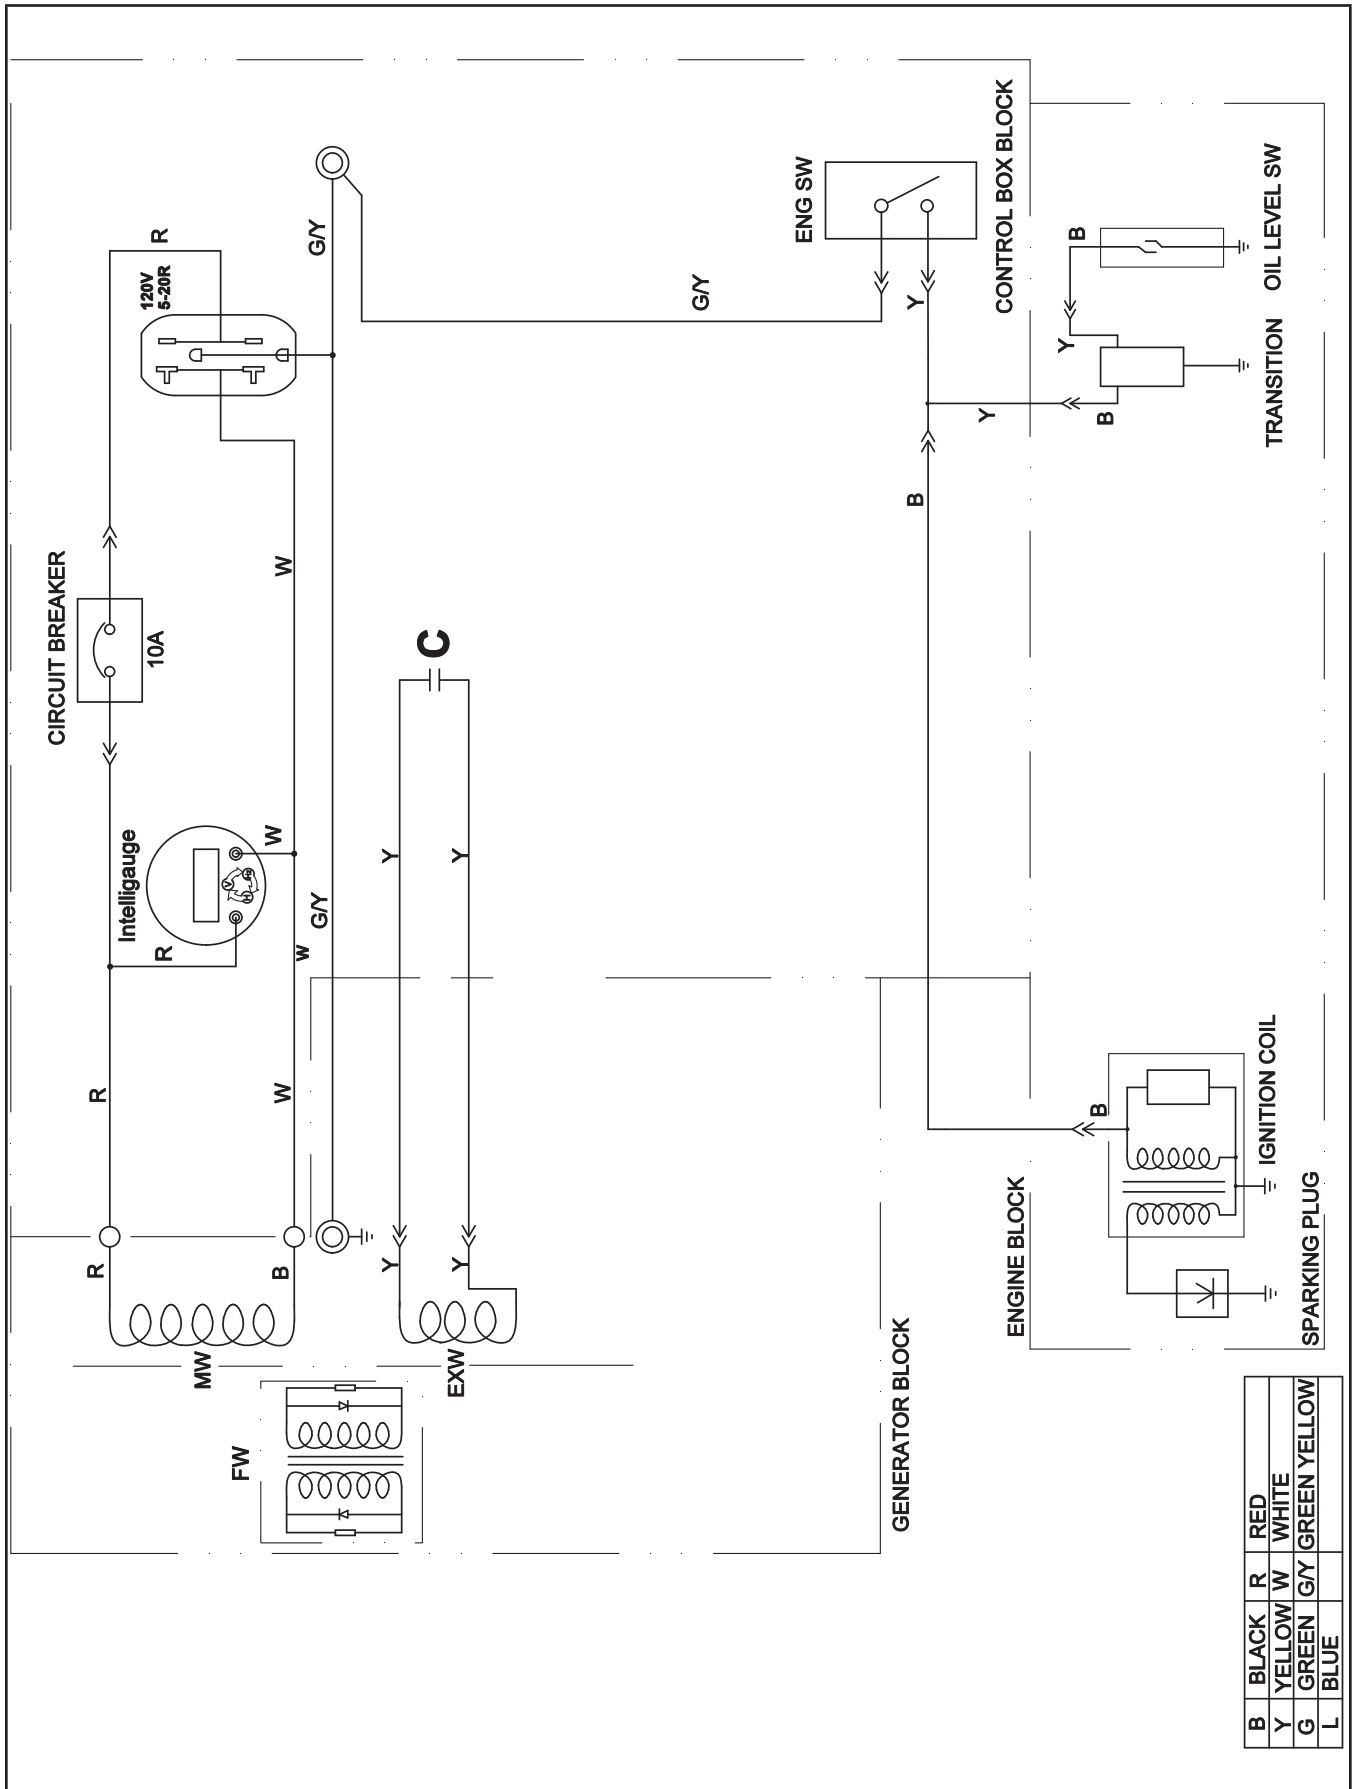 CIRCUIT BREAKER
R
R
Intelligauge
10A
120V
5-20R
R
R
MW
V
H
FW
W
B
W
W
w
G/Y
G/Y
Y
Y
C
EXW
Y
Y
G/Y
ENG SW
GENERATOR BLOCK
B
Y
Y
CONTROL BOX BLOCK
ENGINE BLOCK
Y
B
B
B
IGNITION COIL
TRANSITION
OIL LEVEL SW
SPARKING PLUG
B BLACK R RED
Y YELLOW W WHITE
G GREEN G/Y GREEN YELLOW
L BLUE